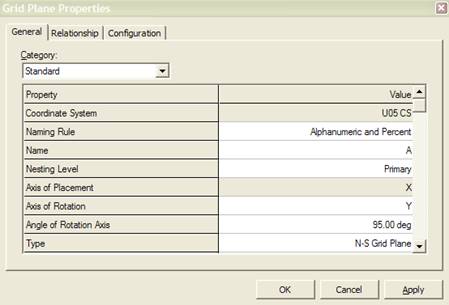 Grid Plane Properties
General Relationship Configuration
Category:
Standard
Property Value
Coordinate System U05 CS
Naming Rule Alphanumeric and Percent
Name A
Nesting Level Primary
Axis of Placement X
Axis of Rotation Y
Angle of Rotation Axis 95.00 deg
Type N-S Grid Plane
OK Cancel Apply